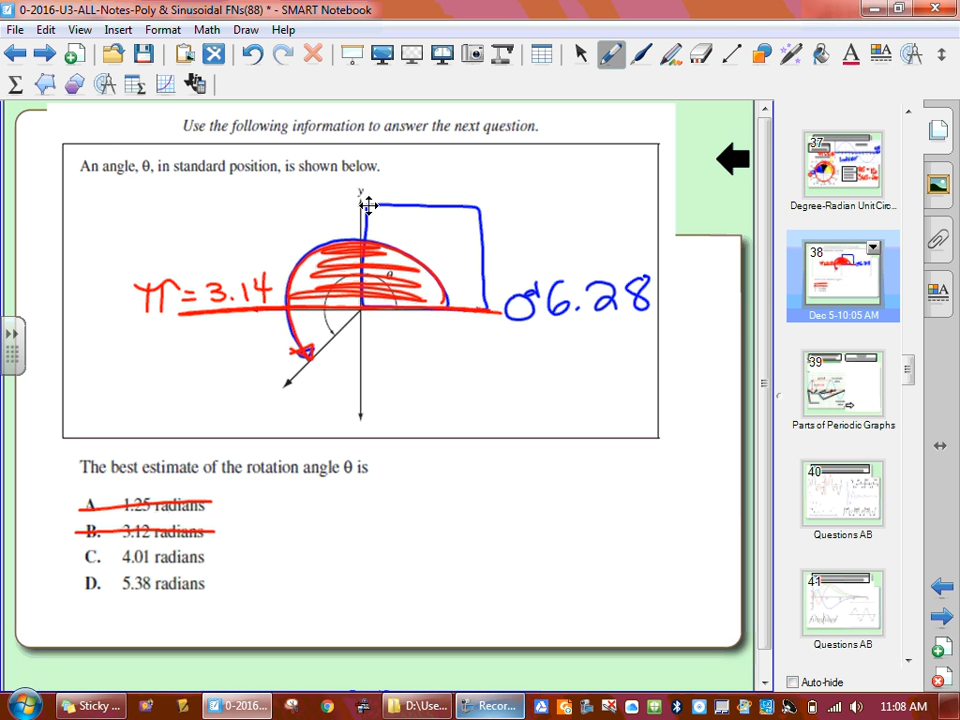 0-2016-U3-ALL-Notes-Poly & Sinusoidal FNs(88) * - SMART Notebook
File Edit View Insert Format Math Draw Help
Use the following information to answer the next question.
An angle, θ, in standard position, is shown below.
y
θ
π = 3.14
6.28
The best estimate of the rotation angle θ is
A. 1.25 radians
B. 3.12 radians
C. 4.01 radians
D. 5.38 radians
37
Degree-Radian UnitCirc
38
Dec 5-10:05 AM
39
Parts of Periodic Graphs
40
Questions AB
41
Questions AB
Auto-hide
Sticky ...
0-2016...
D:\Use...
Recor...
11:08 AM